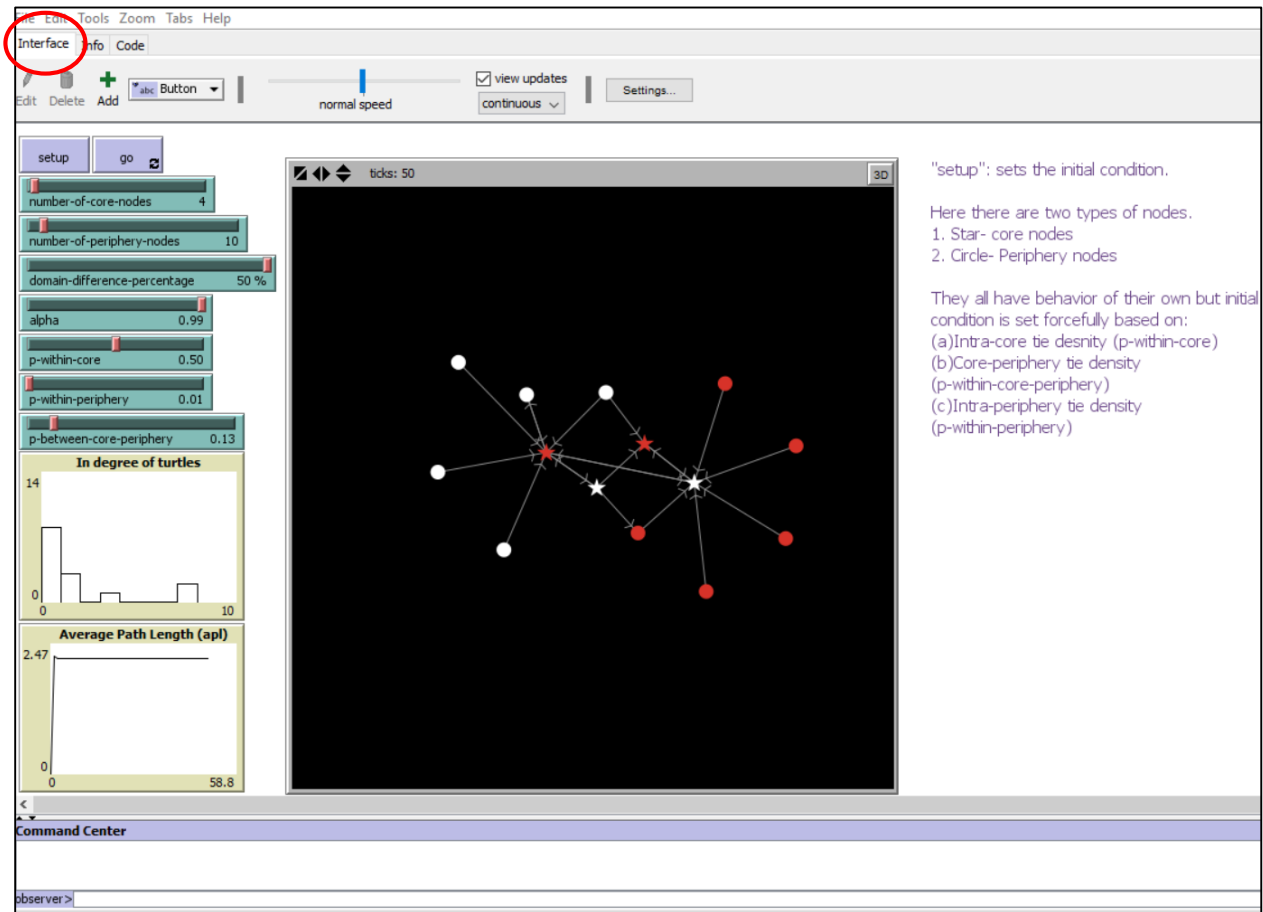 File Edit Tools Zoom Tabs Help
Interface Info Code
Edit Delete Add abc Button normal speed view updates continuous Settings...
setup go
number-of-core-nodes 4
number-of-periphery-nodes 10
domain-difference-percentage 50 %
alpha 0.99
p-within-core 0.50
p-within-periphery 0.01
p-between-core-periphery 0.13
In degree of turtles
14
0
0 10
Average Path Length (apl)
2.47
0
0 58.8
ticks: 50 3D
"setup": sets the initial condition.
Here there are two types of nodes.
1. Star- core nodes
2. Circle- Periphery nodes
They all have behavior of their own but initial
condition is set forcefully based on:
(a)Intra-core tie desnity (p-within-core)
(b)Core-periphery tie density
(p-within-core-periphery)
(c)Intra-periphery tie density
(p-within-periphery)
Command Center
observer>